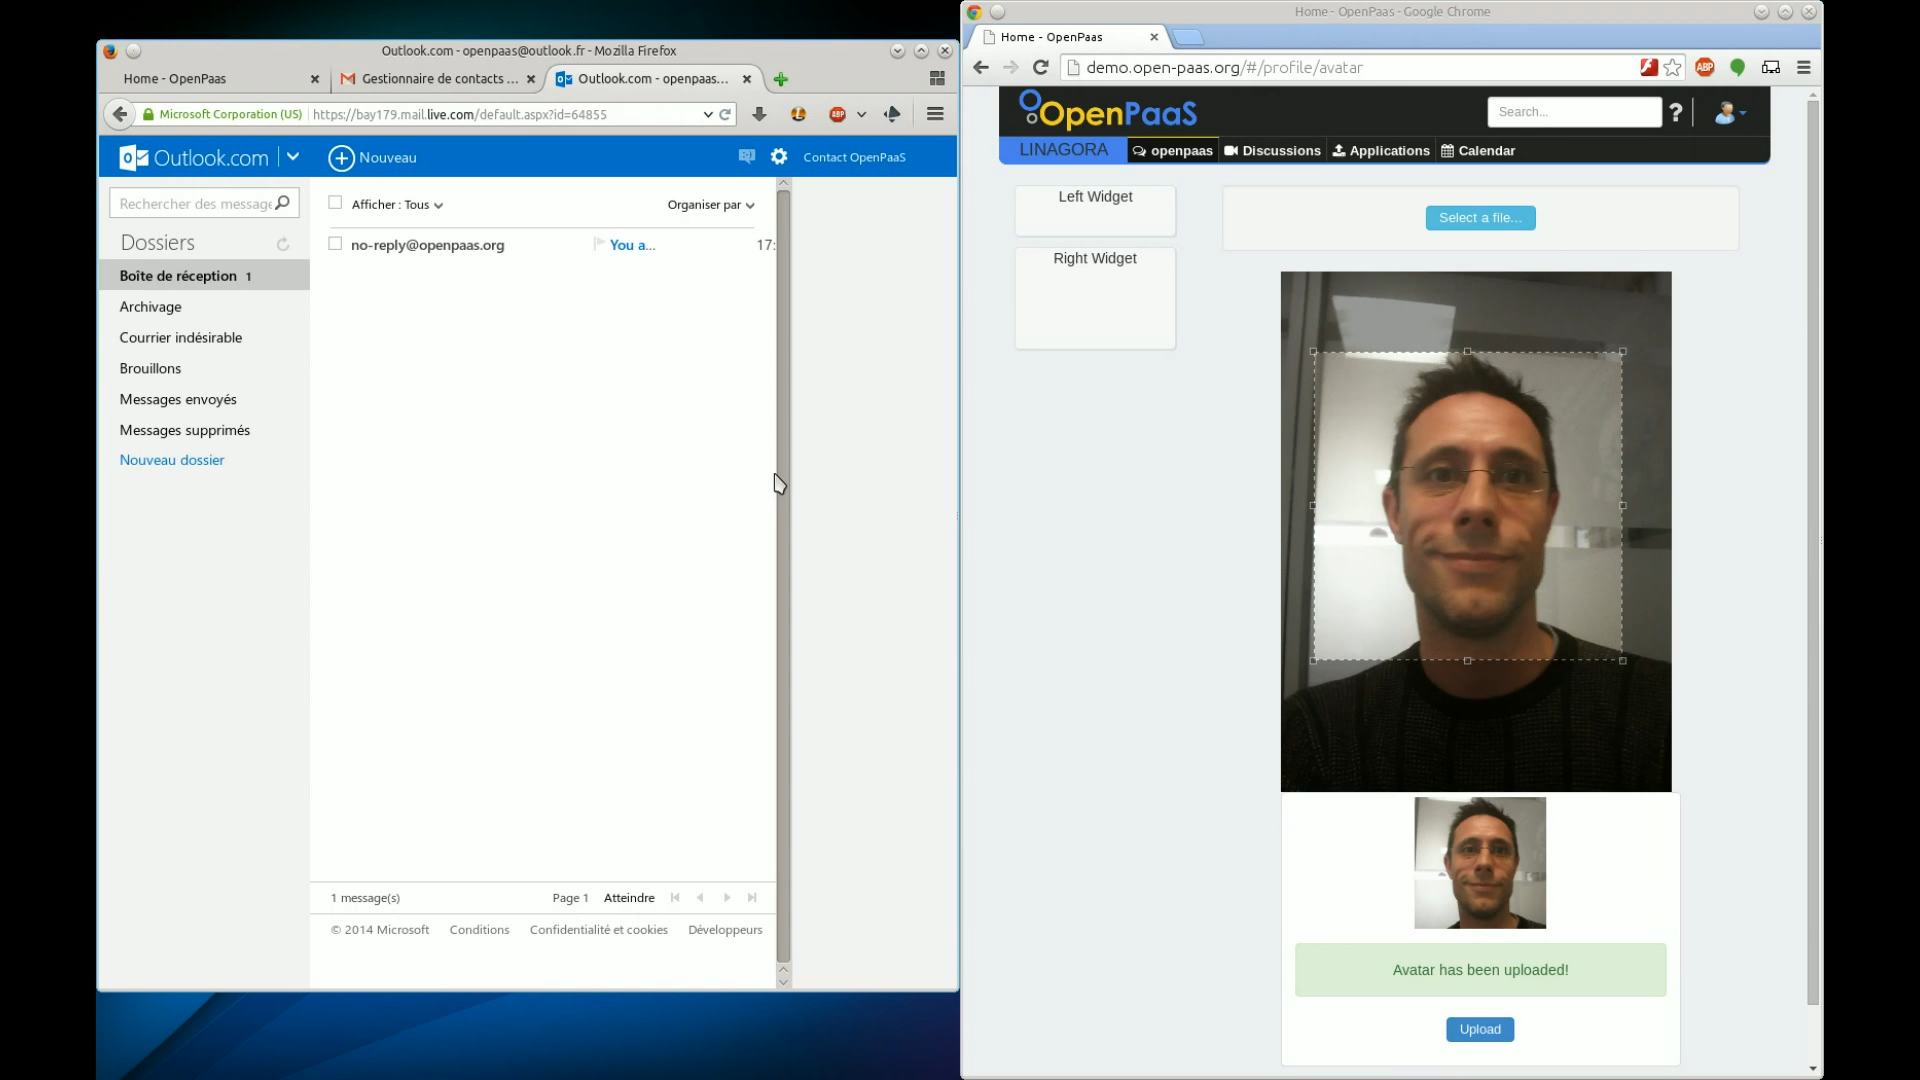 Outlook.com - openpaas@outlook.fr - Mozilla Firefox
Home - OpenPaas
Gestionnaire de contacts ...
Outlook.com - openpaas...
Microsoft Corporation (US)
https://bay179.mail.live.com/default.aspx?id=64855
ABP
Outlook.com
Nouveau
Contact OpenPaaS
Rechercher des message
Afficher : Tous
Organiser par
Dossiers
no-reply@openpaas.org
You a...
17:
Boîte de réception 1
Archivage
Courrier indésirable
Brouillons
Messages envoyés
Messages supprimés
Nouveau dossier
1 message(s)
Page 1
Atteindre
© 2014 Microsoft
Conditions
Confidentialité et cookies
Développeurs
Home - OpenPaas - Google Chrome
Home - OpenPaas
demo.open-paas.org/#/profile/avatar
ABP
OpenPaaS
Search...
?
LINAGORA
openpaas
Discussions
Applications
Calendar
Left Widget
Select a file...
Right Widget
Avatar has been uploaded!
Upload